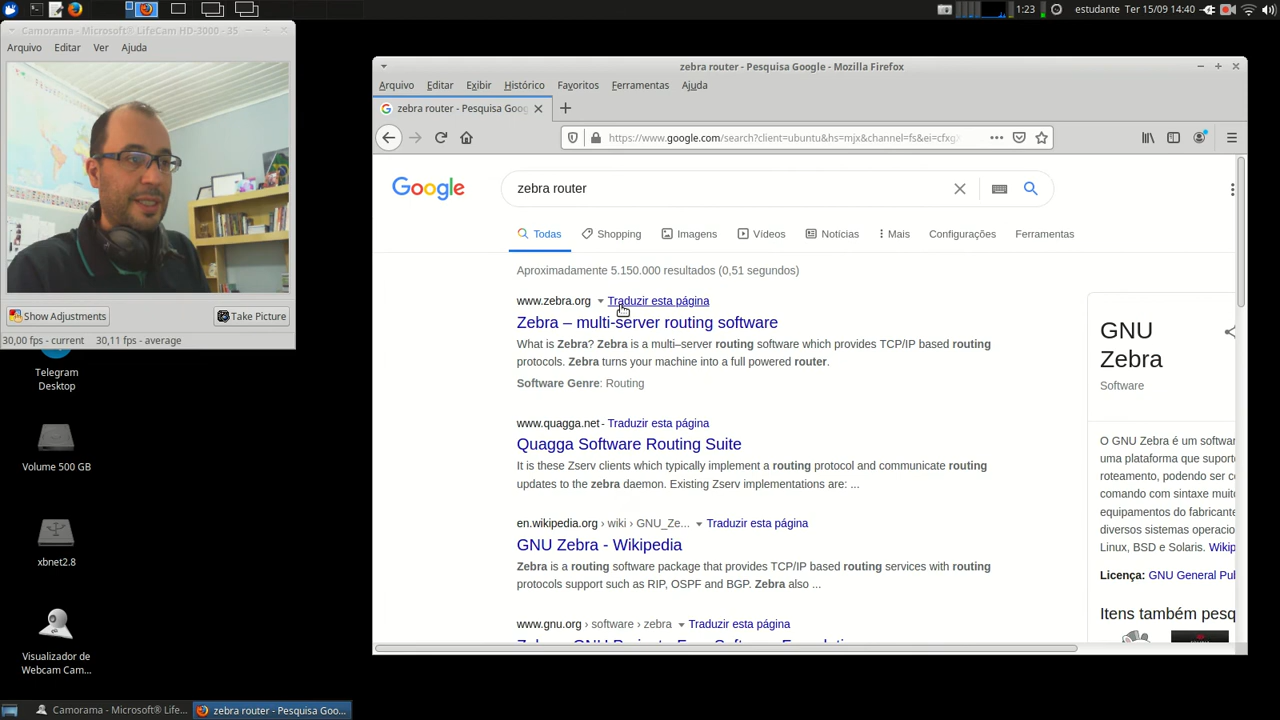 1:23
estudante
Ter 15/09 14:40
Camorama - Microsoft® LifeCam HD-3000 - 35
Arquivo Editar Ver Ajuda
Show Adjustments
Take Picture
30,00 fps - current 30,11 fps - average
Telegram
Desktop
Volume 500 GB
xbnet2.8
Visualizador de
Webcam Cam...
zebra router - Pesquisa Google - Mozilla Firefox
Arquivo Editar Exibir Histórico Favoritos Ferramentas Ajuda
zebra router - Pesquisa Goog
https://www.google.com/search?client=ubuntu&hs=mjx&channel=fs&ei=cfxg
Google
zebra router
Todas Shopping Imagens Vídeos Notícias Mais Configurações Ferramentas
Aproximadamente 5.150.000 resultados (0,51 segundos)
www.zebra.org Traduzir esta página
Zebra – multi-server routing software
What is Zebra? Zebra is a multi–server routing software which provides TCP/IP based routing
protocols. Zebra turns your machine into a full powered router.
Software Genre: Routing
www.quagga.net - Traduzir esta página
Quagga Software Routing Suite
It is these Zserv clients which typically implement a routing protocol and communicate routing
updates to the zebra daemon. Existing Zserv implementations are: ...
en.wikipedia.org › wiki › GNU_Ze... Traduzir esta página
GNU Zebra - Wikipedia
Zebra is a routing software package that provides TCP/IP based routing services with routing
protocols support such as RIP, OSPF and BGP. Zebra also ...
www.gnu.org › software › zebra Traduzir esta página
GNU
Zebra
Software
O GNU Zebra é um softwar
uma plataforma que suport
roteamento, podendo ser c
comando com sintaxe muit
equipamentos do fabricant
diversos sistemas operacio
Linux, BSD e Solaris. Wikip
Licença: GNU General Pul
Itens também pesq
Camorama - Microsoft® Life...
zebra router - Pesquisa Goo...